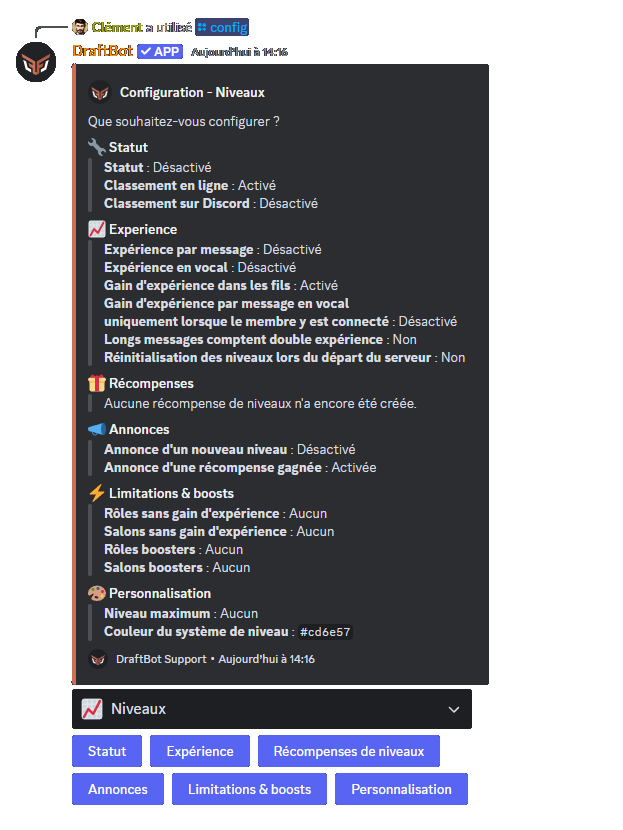 Clément a utilisé config
DraftBot APP Aujourd'hui à 14:16
Configuration - Niveaux
Que souhaitez-vous configurer ?
Statut
Statut : Désactivé
Classement en ligne : Activé
Classement sur Discord : Désactivé
Experience
Expérience par message : Désactivé
Expérience en vocal : Désactivé
Gain d'expérience dans les fils : Activé
Gain d'expérience par message en vocal
uniquement lorsque le membre y est connecté : Désactivé
Longs messages comptent double expérience : Non
Réinitialisation des niveaux lors du départ du serveur : Non
Récompenses
Aucune récompense de niveaux n'a encore été créée.
Annonces
Annonce d'un nouveau niveau : Désactivé
Annonce d'une récompense gagnée : Activée
Limitations & boosts
Rôles sans gain d'expérience : Aucun
Salons sans gain d'expérience : Aucun
Rôles boosters : Aucun
Salons boosters : Aucun
Personnalisation
Niveau maximum : Aucun
Couleur du système de niveau : #cd6e57
DraftBot Support • Aujourd'hui à 14:16
Niveaux
Statut Expérience Récompenses de niveaux
Annonces Limitations & boosts Personnalisation